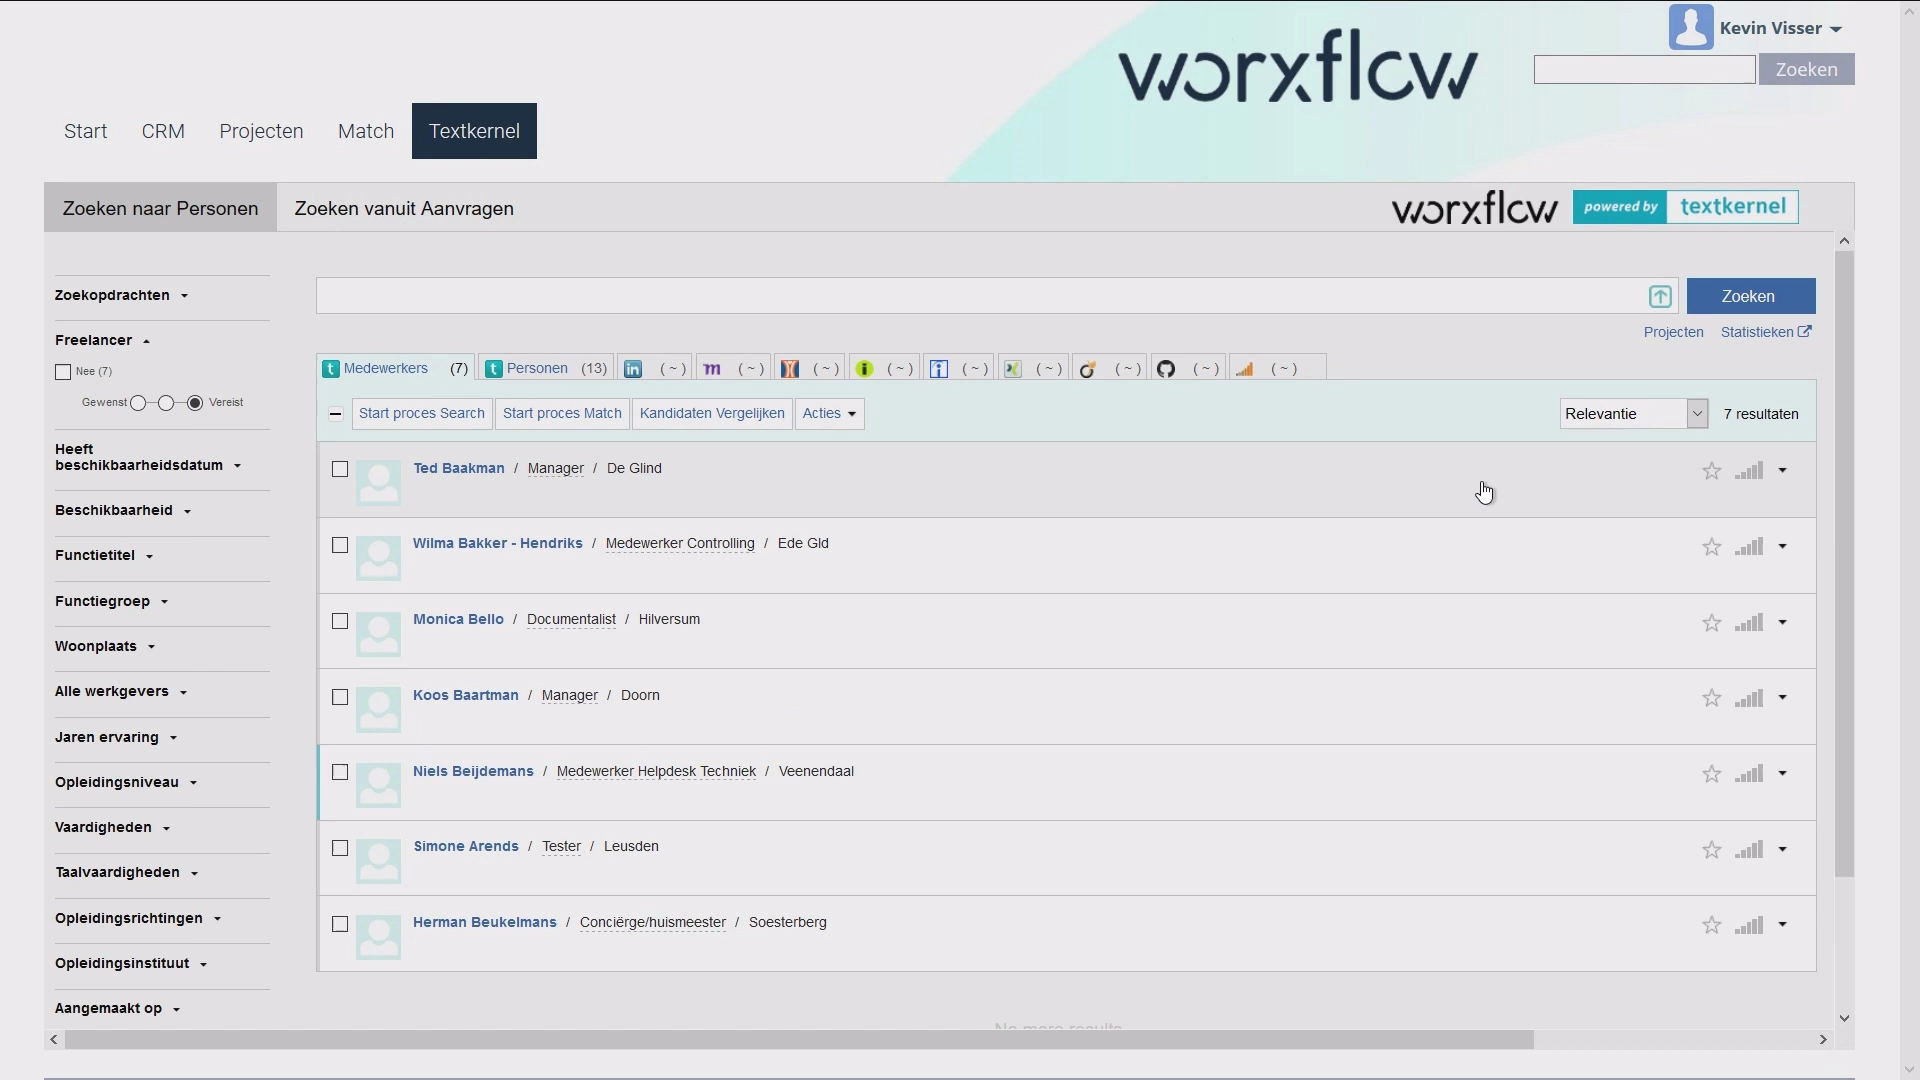 Kevin Visser
worxflow
Zoeken
Start CRM Projecten Match Textkernel
Zoeken naar Personen Zoeken vanuit Aanvragen worxflow powered by textkernel
Zoekopdrachten
Zoeken
Projecten Statistieken
Freelancer
Nee (7)
Gewenst Vereist
Heeft
beschikbaarheidsdatum
Beschikbaarheid
Functietitel
Functiegroep
Woonplaats
Alle werkgevers
Jaren ervaring
Opleidingsniveau
Vaardigheden
Taalvaardigheden
Opleidingsrichtingen
Opleidingsinstituut
Aangemaakt op
t Medewerkers (7) t Personen (13) in (~) m (~) (~) i (~) i (~) (~) (~) (~) (~)
Start proces Search Start proces Match Kandidaten Vergelijken Acties Relevantie 7 resultaten
Ted Baakman / Manager / De Glind
Wilma Bakker - Hendriks / Medewerker Controlling / Ede Gld
Monica Bello / Documentalist / Hilversum
Koos Baartman / Manager / Doorn
Niels Beijdemans / Medewerker Helpdesk Techniek / Veenendaal
Simone Arends / Tester / Leusden
Herman Beukelmans / Conciërge/huismeester / Soesterberg
No more results